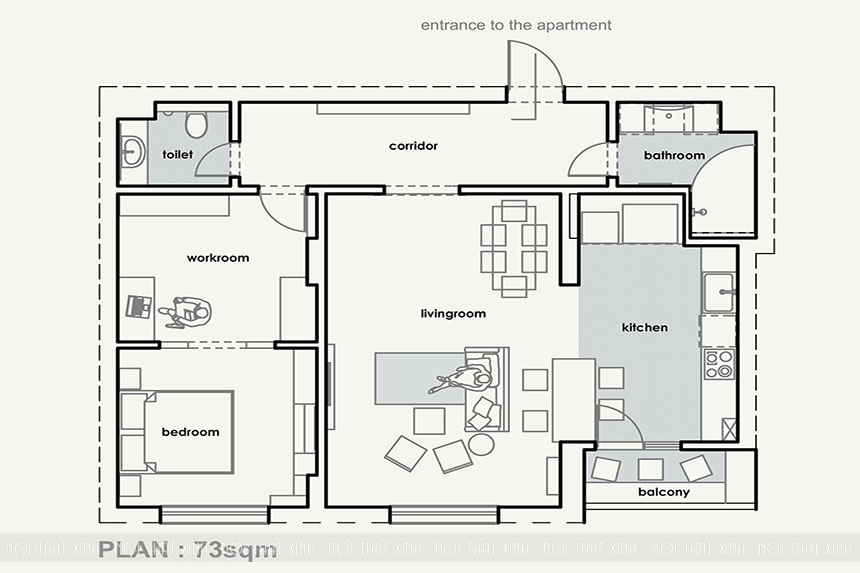 entrance to the apartment
corridor
toilet
bathroom
workroom
livingroom
kitchen
bedroom
balcony
PLAN : 73sqm
NỘI THẤT XINH NỘI THẤT XINH NỘI THẤT XINH NỘI THẤT XINH NỘI THẤT XINH NỘI THẤT XINH